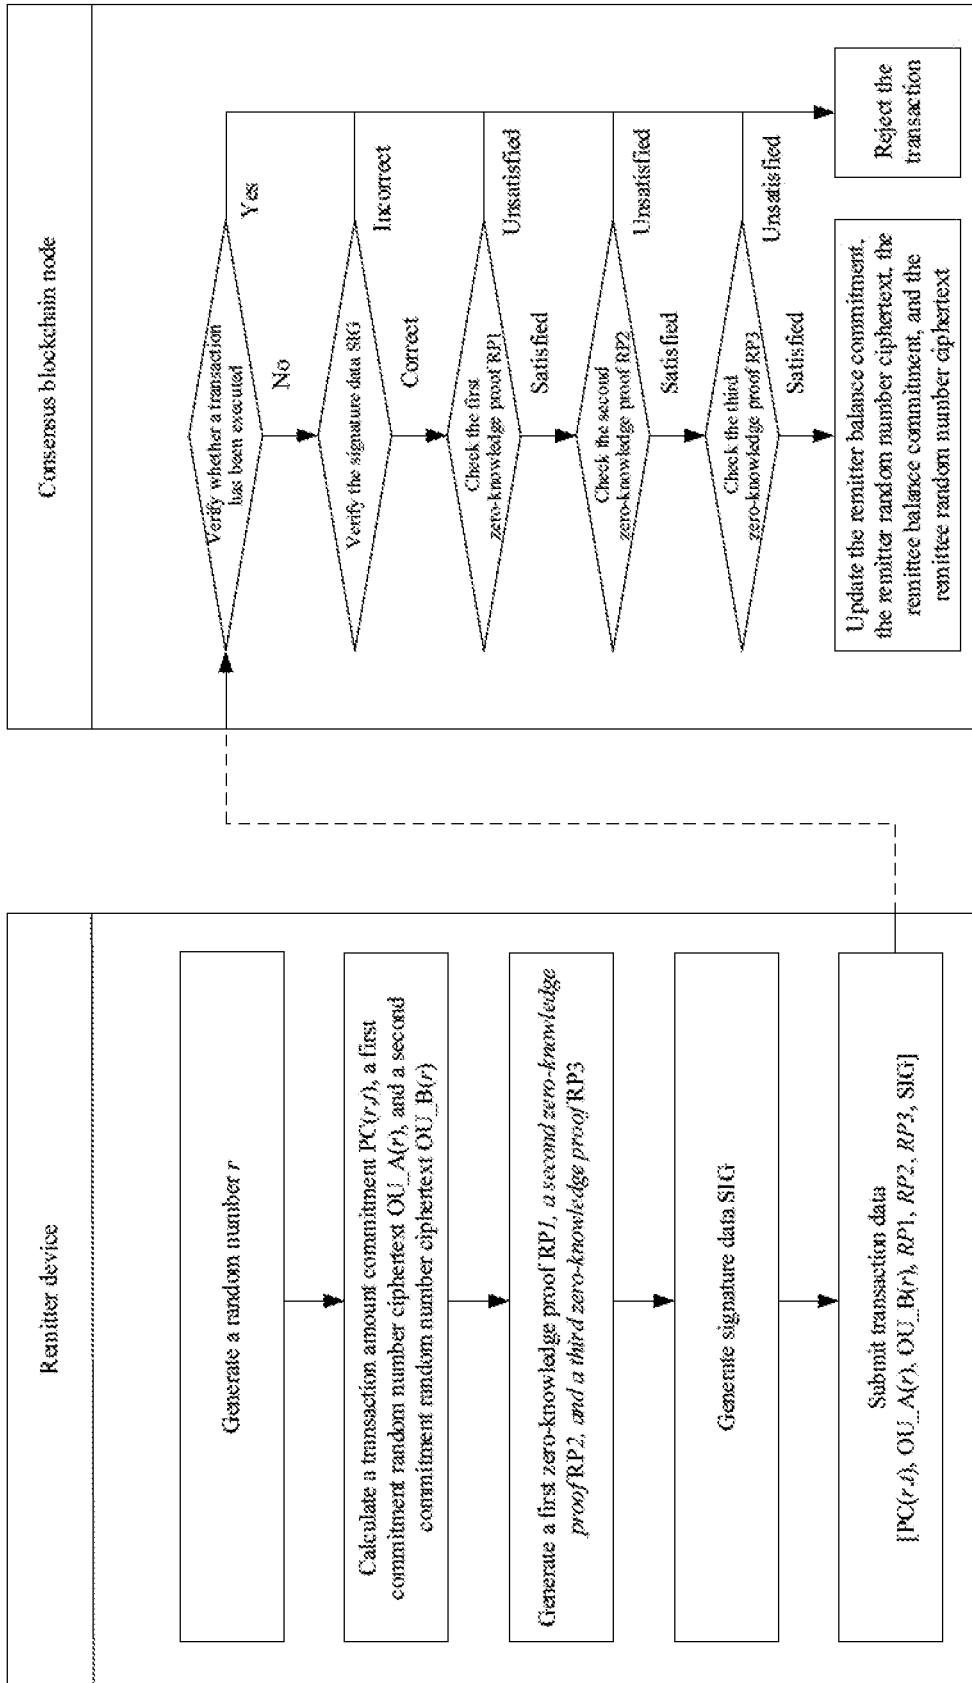 Remitter device
Generate a random number r
Calculate a transaction amount commitment PC(r,t), a first
commitment random number ciphertext OU_A(r), and a second
commitment random number ciphertext OU_B(r)
Generate a first zero-knowledge proof RP1, a second zero-knowledge
proof RP2, and a third zero-knowledge proof RP3
Generate signature data SIG
Submit transaction data
[PC(r,t), OU_A(r), OU_B(r), RP1, RP2, RP3, SIG]
Consensus blockchain node
Verify whether a transaction
has been executed
Yes
No
Verify the signature data SIG
Incorrect
Correct
Check the first
zero-knowledge proof RP1
Unsatisfied
Satisfied
Check the second
zero-knowledge proof RP2
Unsatisfied
Satisfied
Check the third
zero-knowledge proof RP3
Unsatisfied
Satisfied
Update the remitter balance commitment,
the remitter random number ciphertext, the
remittee balance commitment, and the
remittee random number ciphertext
Reject the
transaction